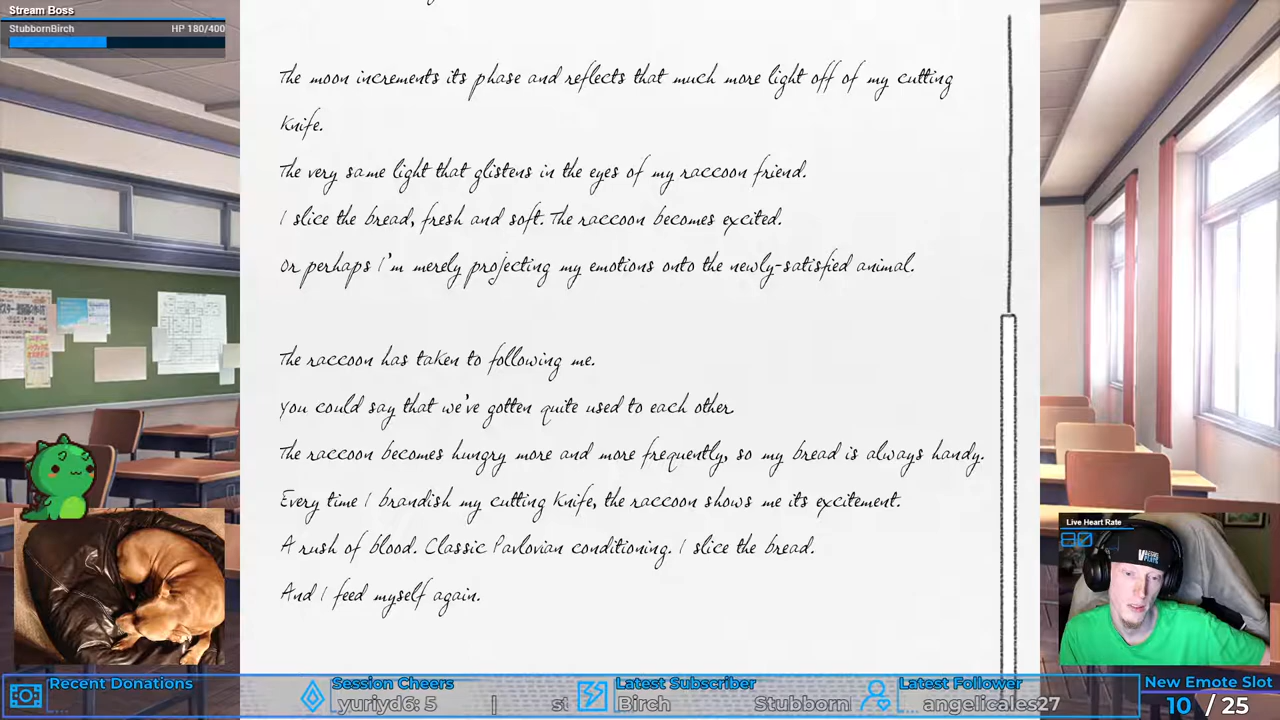 Stream Boss
StubbornBirch HP 180/400
The moon increments its phase and reflects that much more light off of my cutting
knife.
The very same light that glistens in the eyes of my raccoon friend.
I slice the bread, fresh and soft. The raccoon becomes excited.
Or perhaps I'm merely projecting my emotions onto the newly-satisfied animal.
The raccoon has taken to following me.
You could say that we've gotten quite used to each other.
The raccoon becomes hungry more and more frequently, so my bread is always handy.
Every time I brandish my cutting knife, the raccoon shows me its excitement.
A rush of blood. Classic Pavlovian conditioning. I slice the bread.
And I feed myself again.
Live Heart Rate
80
Recent Donations
....
Session Cheers
yuriyd6: 5 | st
Latest Subscriber
Birch Stubborn
Latest Follower
... angelicales27
New Emote Slot
10 / 25